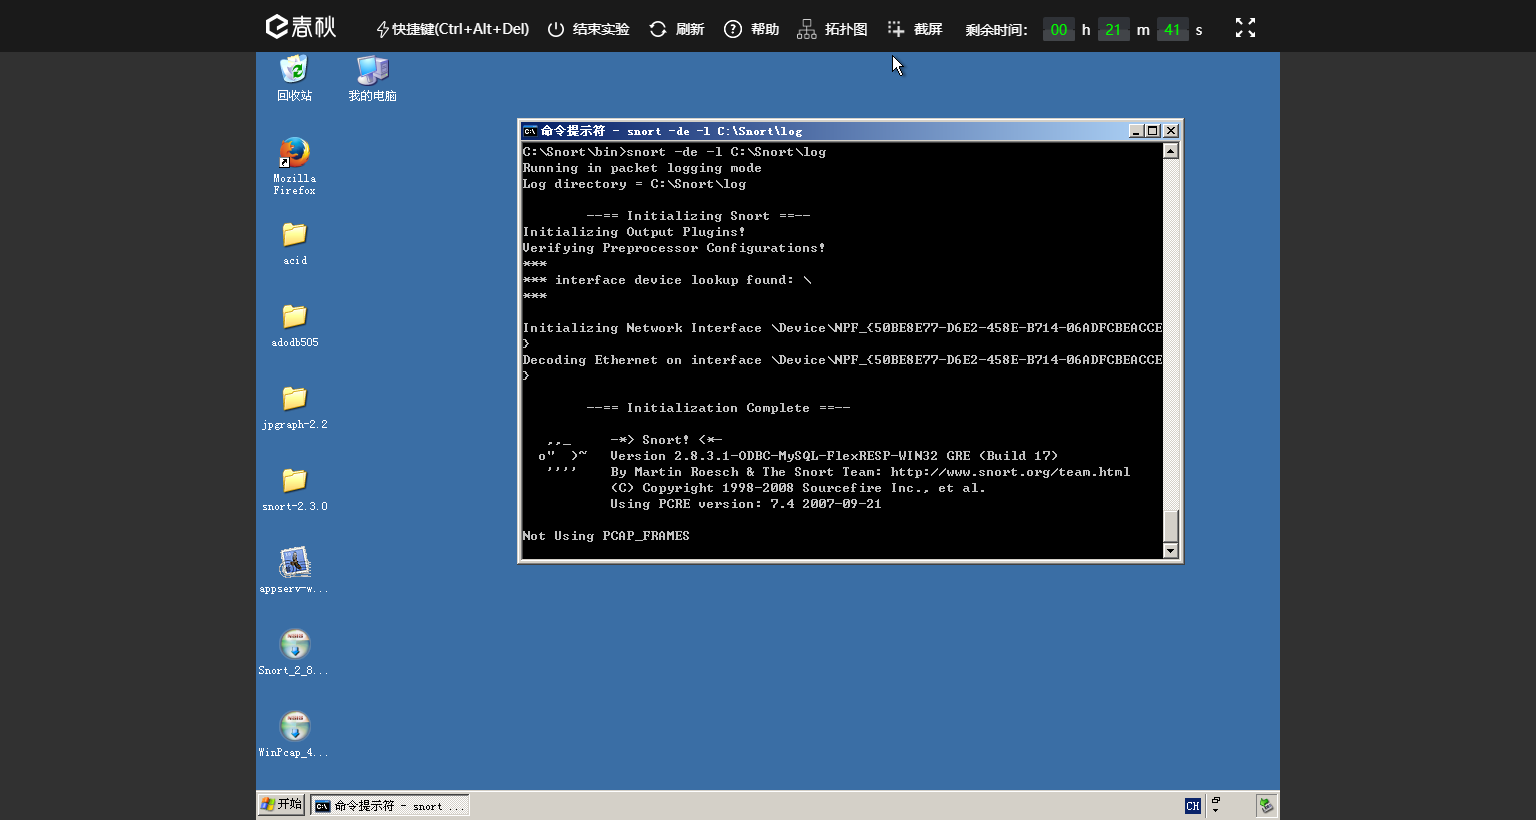 春秋 快捷键(Ctrl+Alt+Del) 结束实验 刷新 帮助 拓扑图 截屏 剩余时间: 00 h 21 m 41 s
回收站 我的电脑
Mozilla
Firefox
acid
adodb505
jpgraph-2.2
snort-2.3.0
appserv-w...
Snort_2_8...
WinPcap_4...
命令提示符 - snort -de -l C:\Snort\log
C:\Snort\bin>snort -de -l C:\Snort\log
Running in packet logging mode
Log directory = C:\Snort\log
--== Initializing Snort ==--
Initializing Output Plugins!
Verifying Preprocessor Configurations!
***
*** interface device lookup found: \
***
Initializing Network Interface \Device\NPF_{50BE8E77-D6E2-458E-B714-06ADFCBEACCE
}
Decoding Ethernet on interface \Device\NPF_{50BE8E77-D6E2-458E-B714-06ADFCBEACCE
}
--== Initialization Complete ==--
,,_ -*> Snort! <*-
o" )~ Version 2.8.3.1-ODBC-MySQL-FlexRESP-WIN32 GRE (Build 17)
'''' By Martin Roesch & The Snort Team: http://www.snort.org/team.html
(C) Copyright 1998-2008 Sourcefire Inc., et al.
Using PCRE version: 7.4 2007-09-21
Not Using PCAP_FRAMES
开始 命令提示符 - snort ... CH